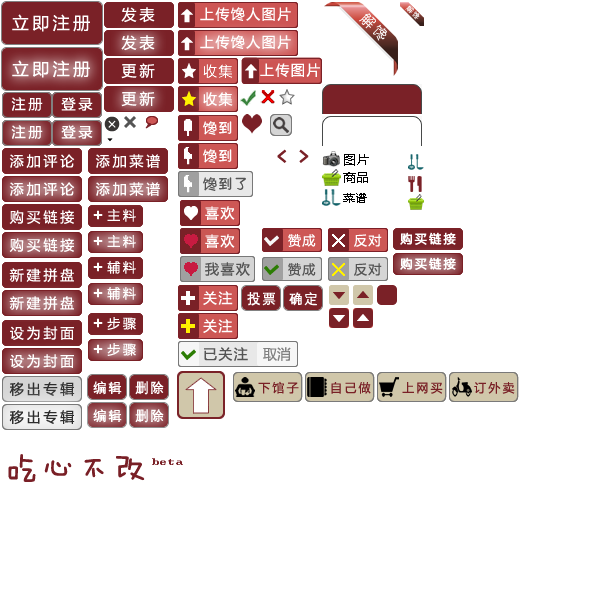 立即注册
立即注册
注册 登录
注册 登录
添加评论
添加评论
购买链接
购买链接
新建拼盘
新建拼盘
设为封面
设为封面
移出专辑
移出专辑
发表
发表
更新
更新
添加菜谱
添加菜谱
+ 主料
+ 主料
+ 辅料
+ 辅料
+ 步骤
+ 步骤
编辑 删除
编辑 删除
上传馋人图片
上传馋人图片
收集 上传图片
收集
馋到
馋到
馋到了
喜欢
喜欢 赞成 反对 购买链接
我喜欢 赞成 反对 购买链接
关注 投票 确定
关注
已关注 取消
下馆子 自己做 上网买 订外卖
解馋
解馋
图片
商品
菜谱
吃心不改 beta